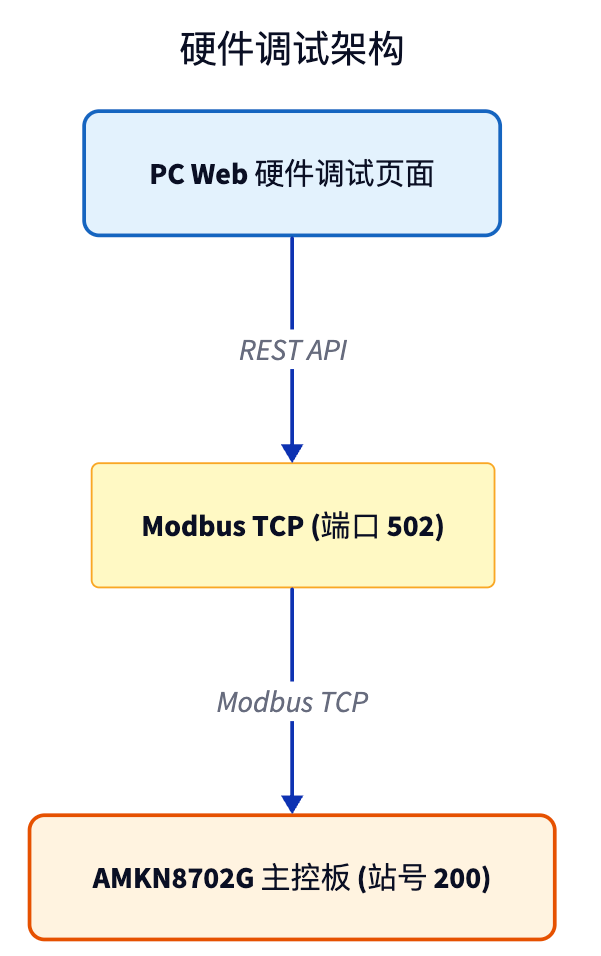 硬件调试架构
PC Web 硬件调试页面
REST API
Modbus TCP (端口 502)
Modbus TCP
AMKN8702G 主控板 (站号 200)